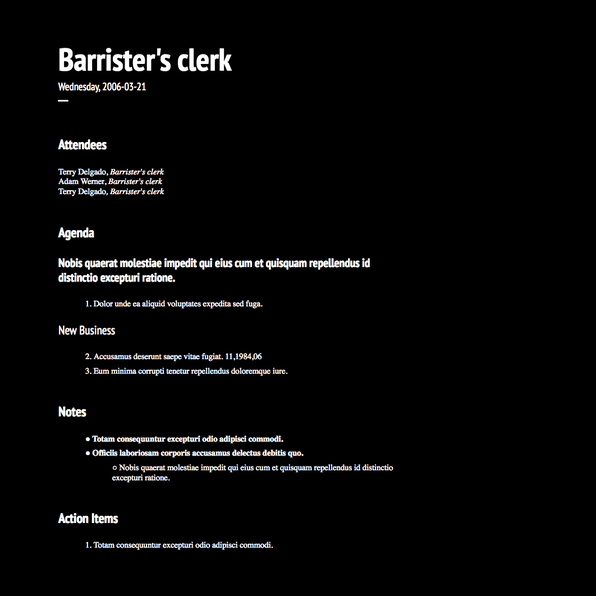 Barrister's clerk
Wednesday, 2006-03-21
—
Attendees
Terry Delgado, Barrister's clerk
Adam Werner, Barrister's clerk
Terry Delgado, Barrister's clerk
Agenda
Nobis quaerat molestiae impedit qui eius cum et quisquam repellendus id
distinctio excepturi ratione.
1. Dolor unde ea aliquid voluptates expedita sed fuga.
New Business
2. Accusamus deserunt saepe vitae fugiat. 11,1984,06
3. Eum minima corrupti tenetur repellendus doloremque iure.
Notes
● Totam consequuntur excepturi odio adipisci commodi.
● Officiis laboriosam corporis accusamus delectus debitis quo.
○ Nobis quaerat molestiae impedit qui eius cum et quisquam repellendus id distinctio
excepturi ratione.
Action Items
1. Totam consequuntur excepturi odio adipisci commodi.